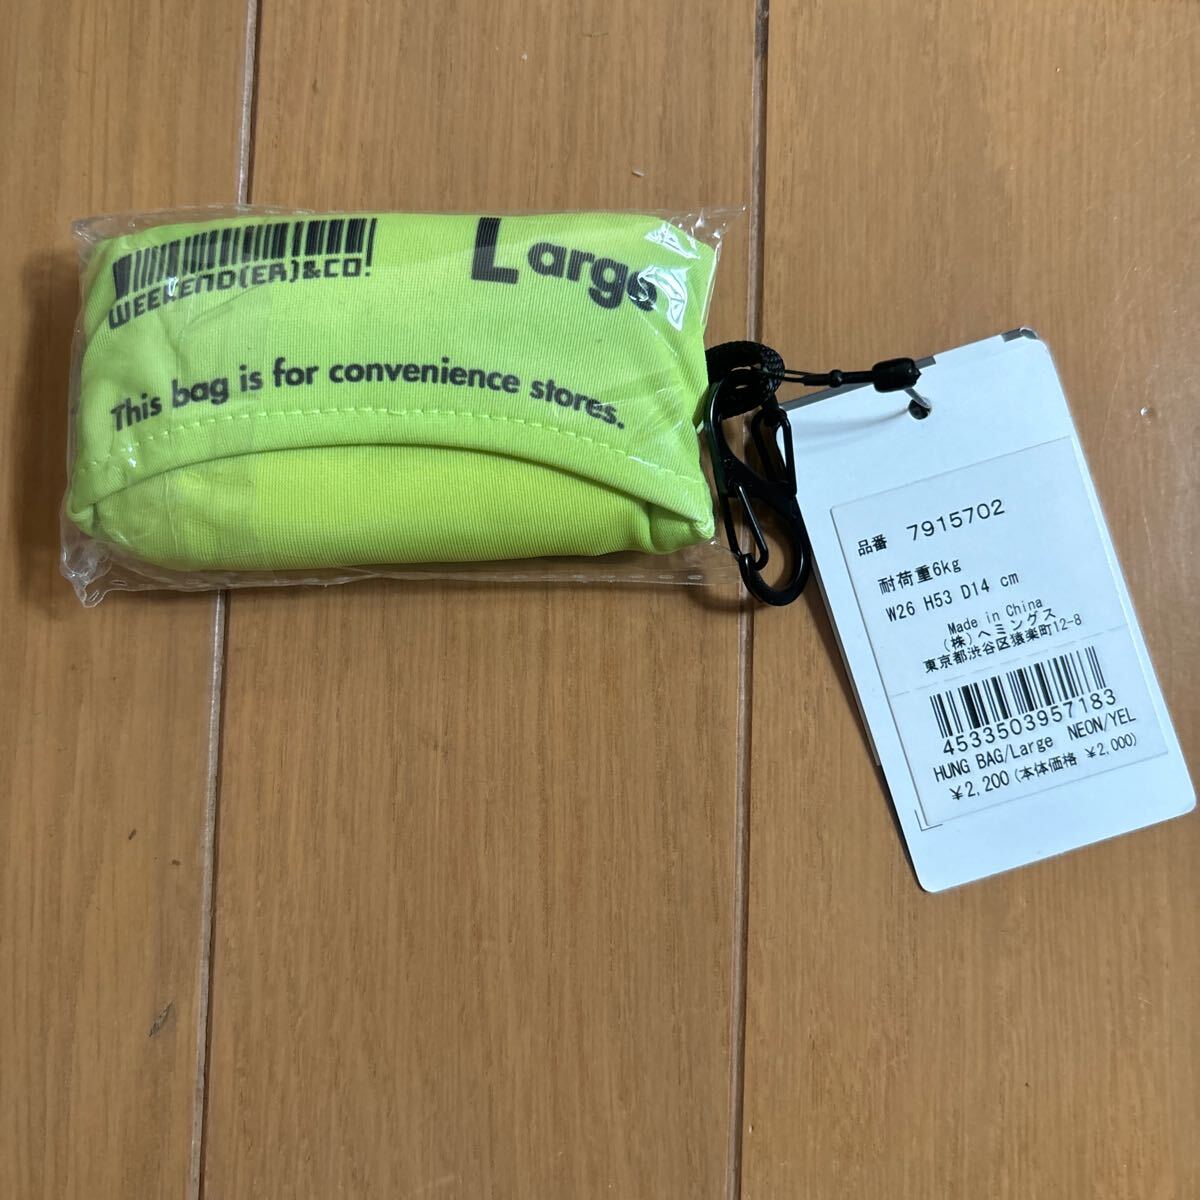 WEEKEND(ER)&CO.
Large
This bag is for convenience stores.
品番 7915702
耐荷重6kg
W26 H53 D14 cm
Made in China
(株)ヘミングス
東京都渋谷区猿楽町12-8
4533503957183
HUNG BAG/Large NEON/YEL
¥2,200(本体価格 ¥2,000)